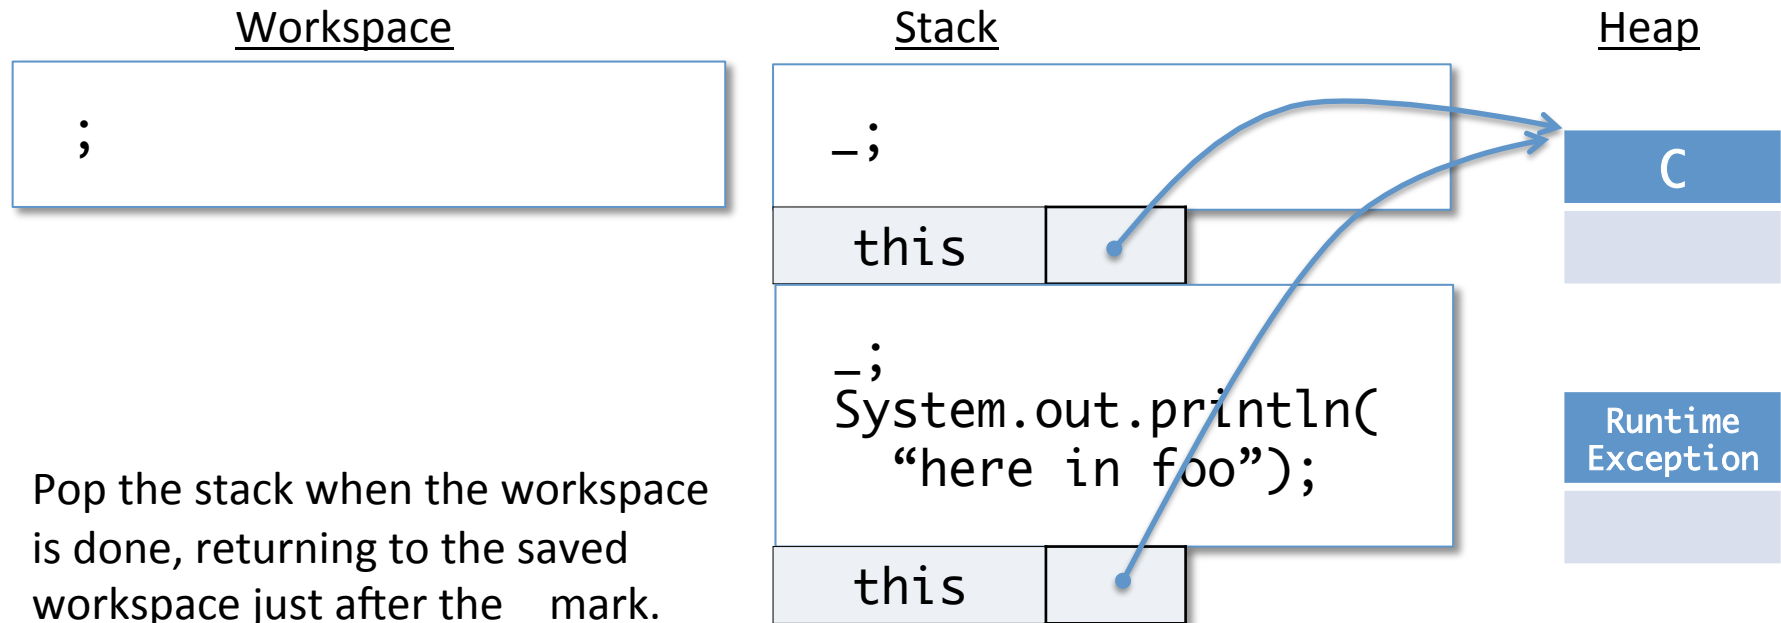 Workspace
Stack
Heap
;
_;
C
this
_;
System.out.println(
“here in foo”);
Runtime
Exception
Pop the stack when the workspace
is done, returning to the saved
workspace just after the mark.
this